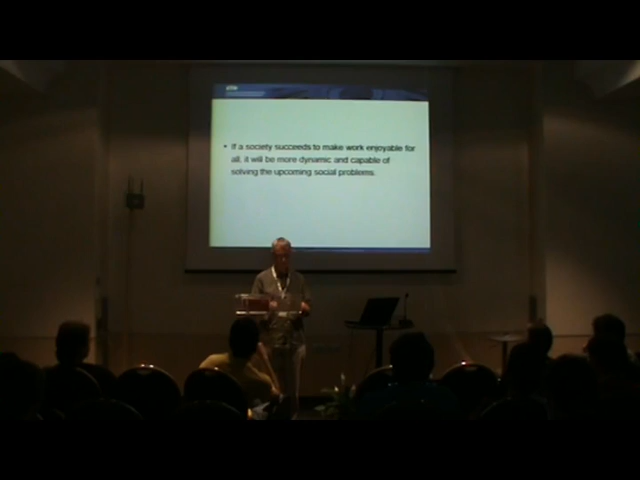 • If a society succeeds to make work enjoyable for
all, it will be more dynamic and capable of
solving the upcoming social problems.